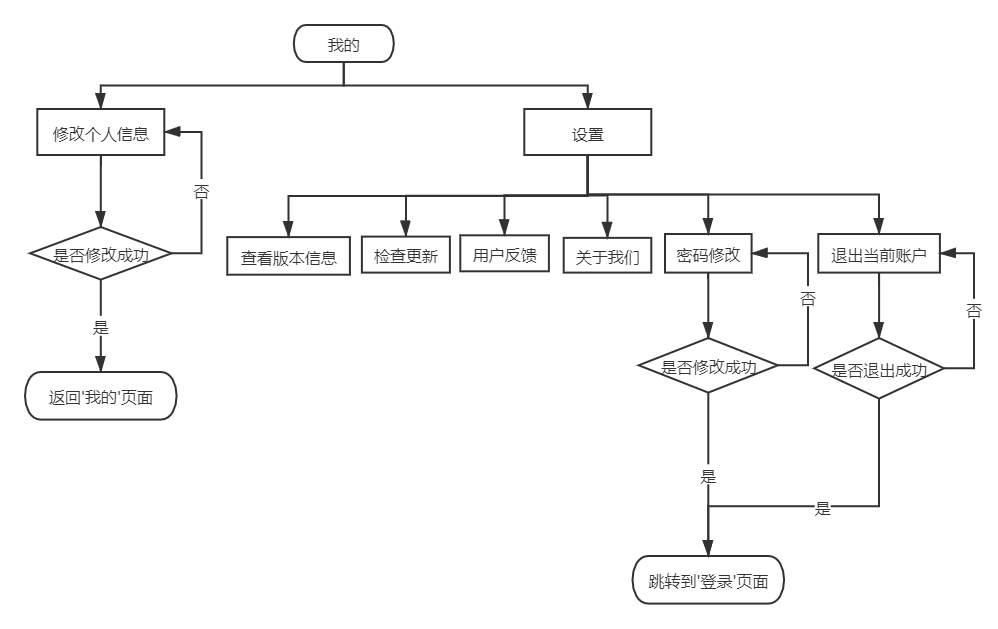 我的
修改个人信息
设置
否
查看版本信息
检查更新
用户反馈
关于我们
密码修改
退出当前账户
是否修改成功
否
否
是
是否修改成功
是否退出成功
返回'我的'页面
是
是
跳转到'登录'页面